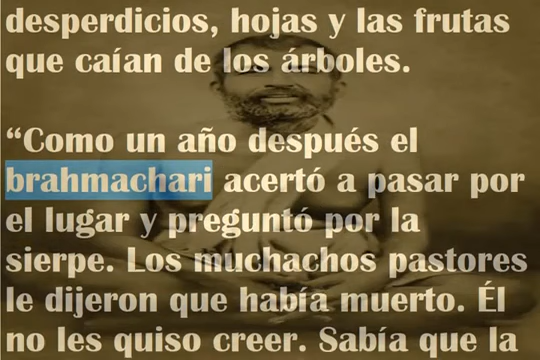 desperdicios, hojas y las frutas
que caían de los árboles.
“Como un año después el
brahmachari acertó a pasar por
el lugar y preguntó por la
sierpe. Los muchachos pastores
le dijeron que había muerto. Él
no les quiso creer. Sabía que la